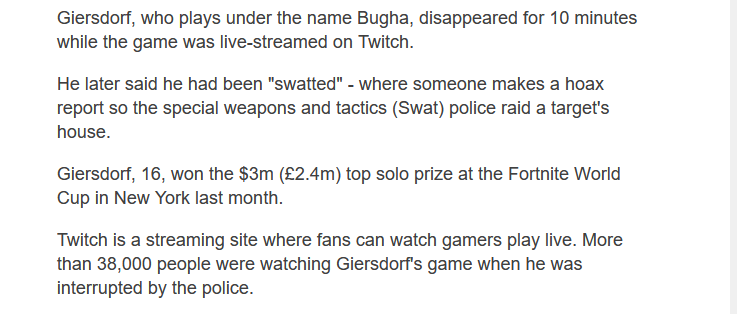 Giersdorf, who plays under the name Bugha, disappeared for 10 minutes
while the game was live-streamed on Twitch.
He later said he had been "swatted" - where someone makes a hoax
report so the special weapons and tactics (Swat) police raid a target's
house.
Giersdorf, 16, won the $3m (£2.4m) top solo prize at the Fortnite World
Cup in New York last month.
Twitch is a streaming site where fans can watch gamers play live. More
than 38,000 people were watching Giersdorf's game when he was
interrupted by the police.